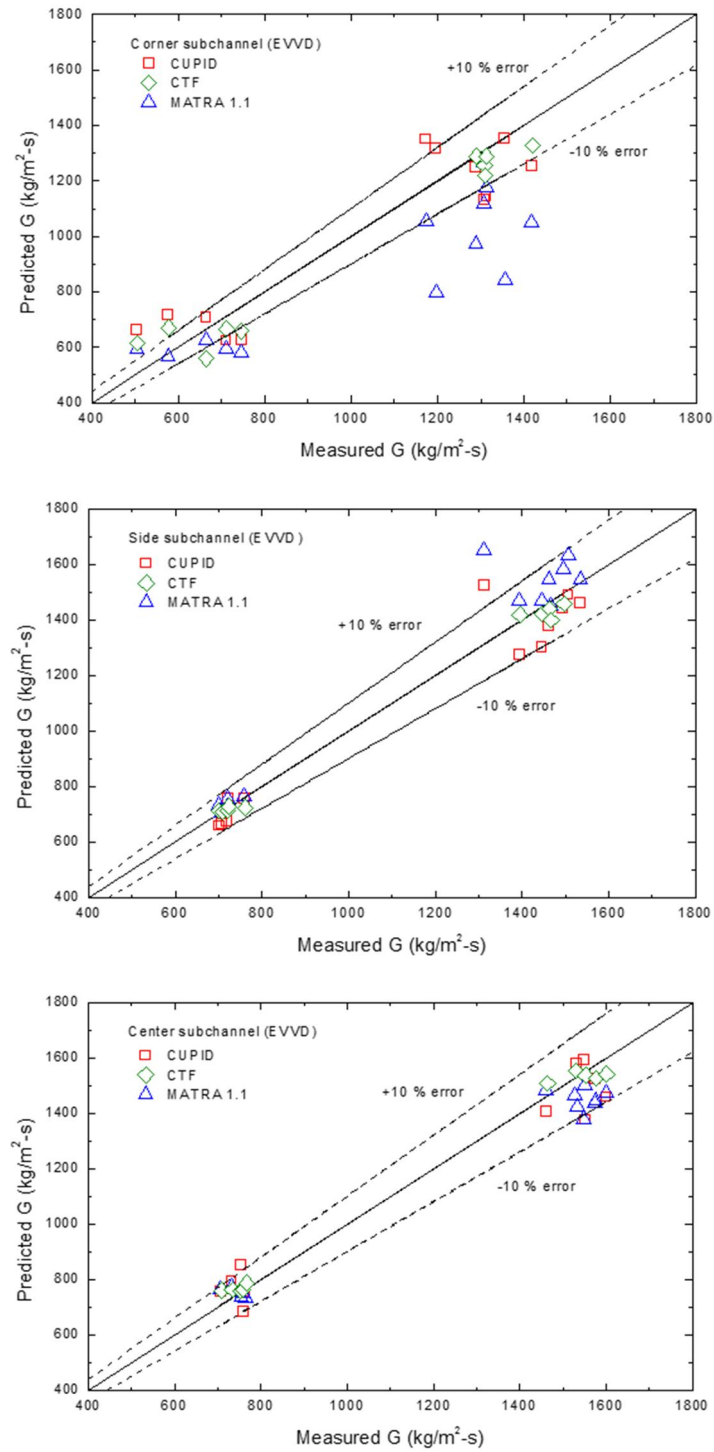 1800
Corner subchannel (EVVD)
CUPID
CTF
MATRA 1.1
+10 % error
-10 % error
1600
1400
1200
1000
800
600
400
Predicted G (kg/m²-s)
400 600 800 1000 1200 1400 1600 1800
Measured G (kg/m²-s)
1800
Side subchannel (EVVD)
CUPID
CTF
MATRA 1.1
+10 % error
-10 % error
1600
1400
1200
1000
800
600
400
Predicted G (kg/m²-s)
400 600 800 1000 1200 1400 1600 1800
Measured G (kg/m²-s)
1800
Center subchannel (EVVD)
CUPID
CTF
MATRA 1.1
+10 % error
-10 % error
1600
1400
1200
1000
800
600
400
Predicted G (kg/m²-s)
400 600 800 1000 1200 1400 1600 1800
Measured G (kg/m²-s)